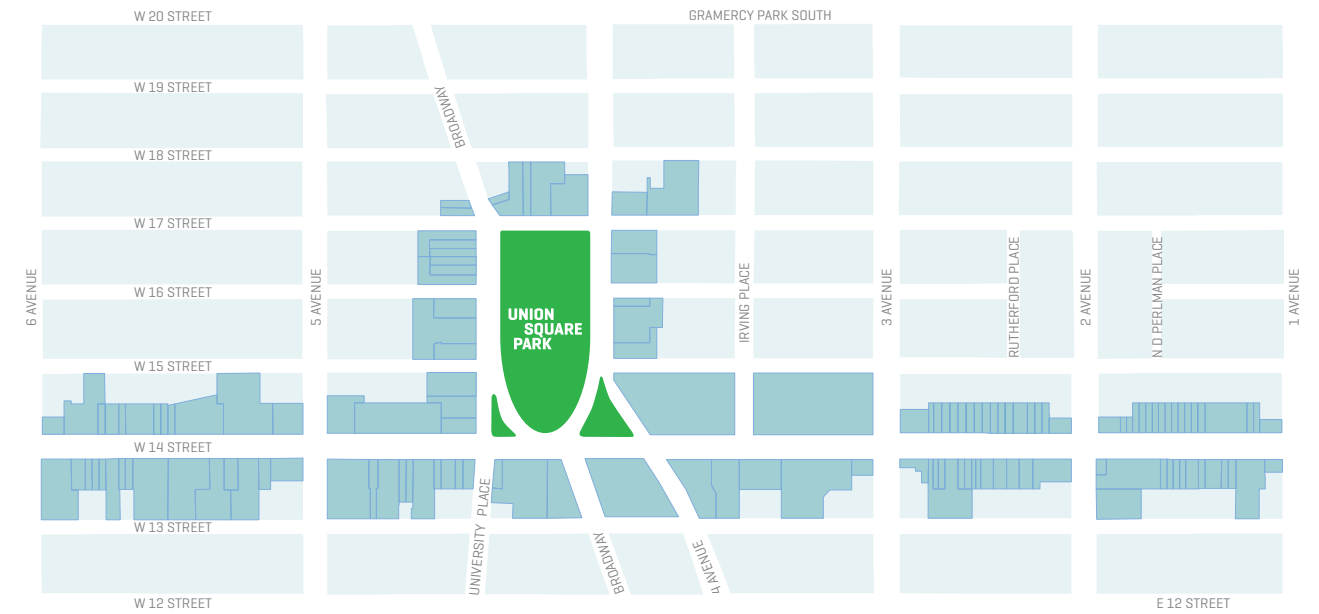 W 20 STREET
GRAMERCY PARK SOUTH
W 19 STREET
BROADWAY
W 18 STREET
W 17 STREET
6 AVENUE
5 AVENUE
W 16 STREET
UNION
SQUARE
PARK
IRVING PLACE
3 AVENUE
RUTHERFORD PLACE
2 AVENUE
N D PERLMAN PLACE
1 AVENUE
W 15 STREET
W 14 STREET
UNIVERSITY PLACE
W 13 STREET
BROADWAY
4 AVENUE
W 12 STREET
E 12 STREET